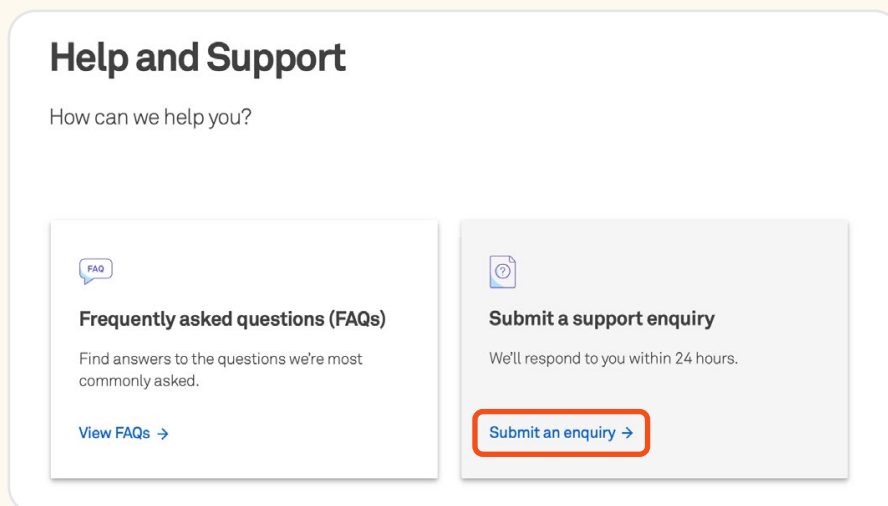 Help and Support
How can we help you?
FAQ
Frequently asked questions (FAQs)
Find answers to the questions we're most
commonly asked.
View FAQs →
?
Submit a support enquiry
We'll respond to you within 24 hours.
Submit an enquiry →